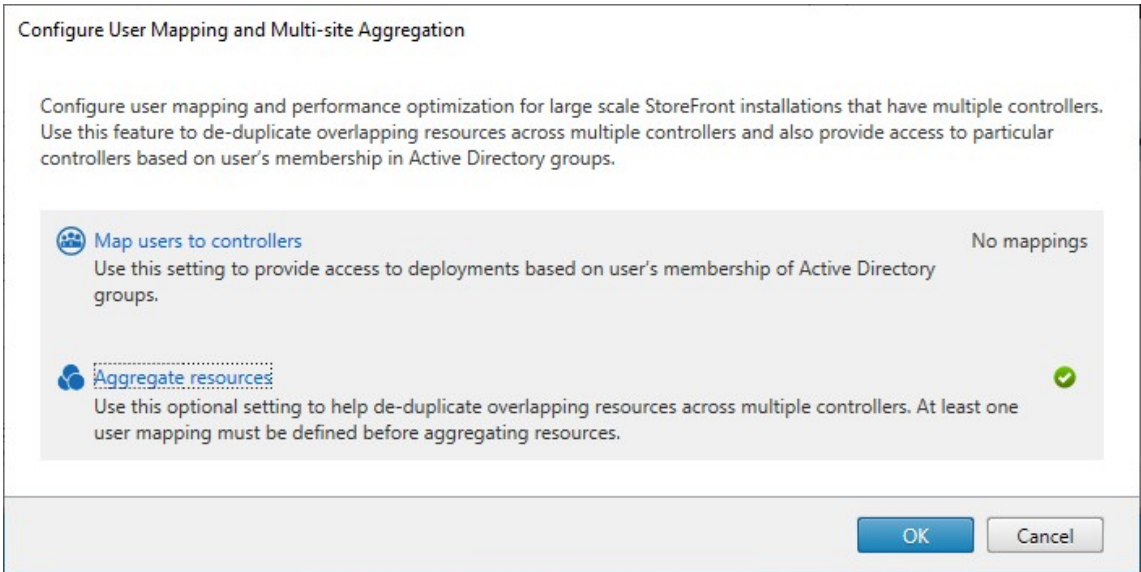 Configure User Mapping and Multi-site Aggregation
Configure user mapping and performance optimization for large scale StoreFront installations that have multiple controllers.
Use this feature to de-duplicate overlapping resources across multiple controllers and also provide access to particular
controllers based on user's membership in Active Directory groups.
Map users to controllers No mappings
Use this setting to provide access to deployments based on user's membership of Active Directory
groups.
Aggregate resources
Use this optional setting to help de-duplicate overlapping resources across multiple controllers. At least one
user mapping must be defined before aggregating resources.
OK Cancel